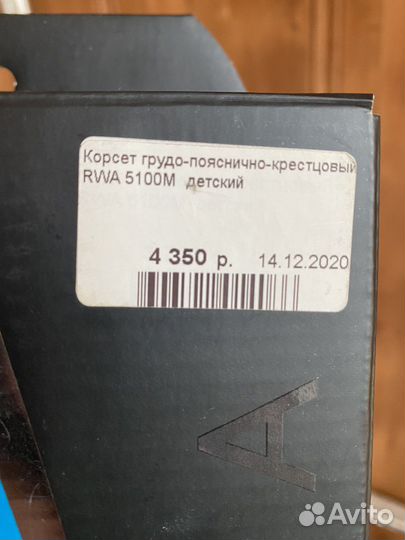 Корсет грудо-пояснично-крестцовый
RWA 5100M детский
4 350 р. 14.12.2020
A
Avito